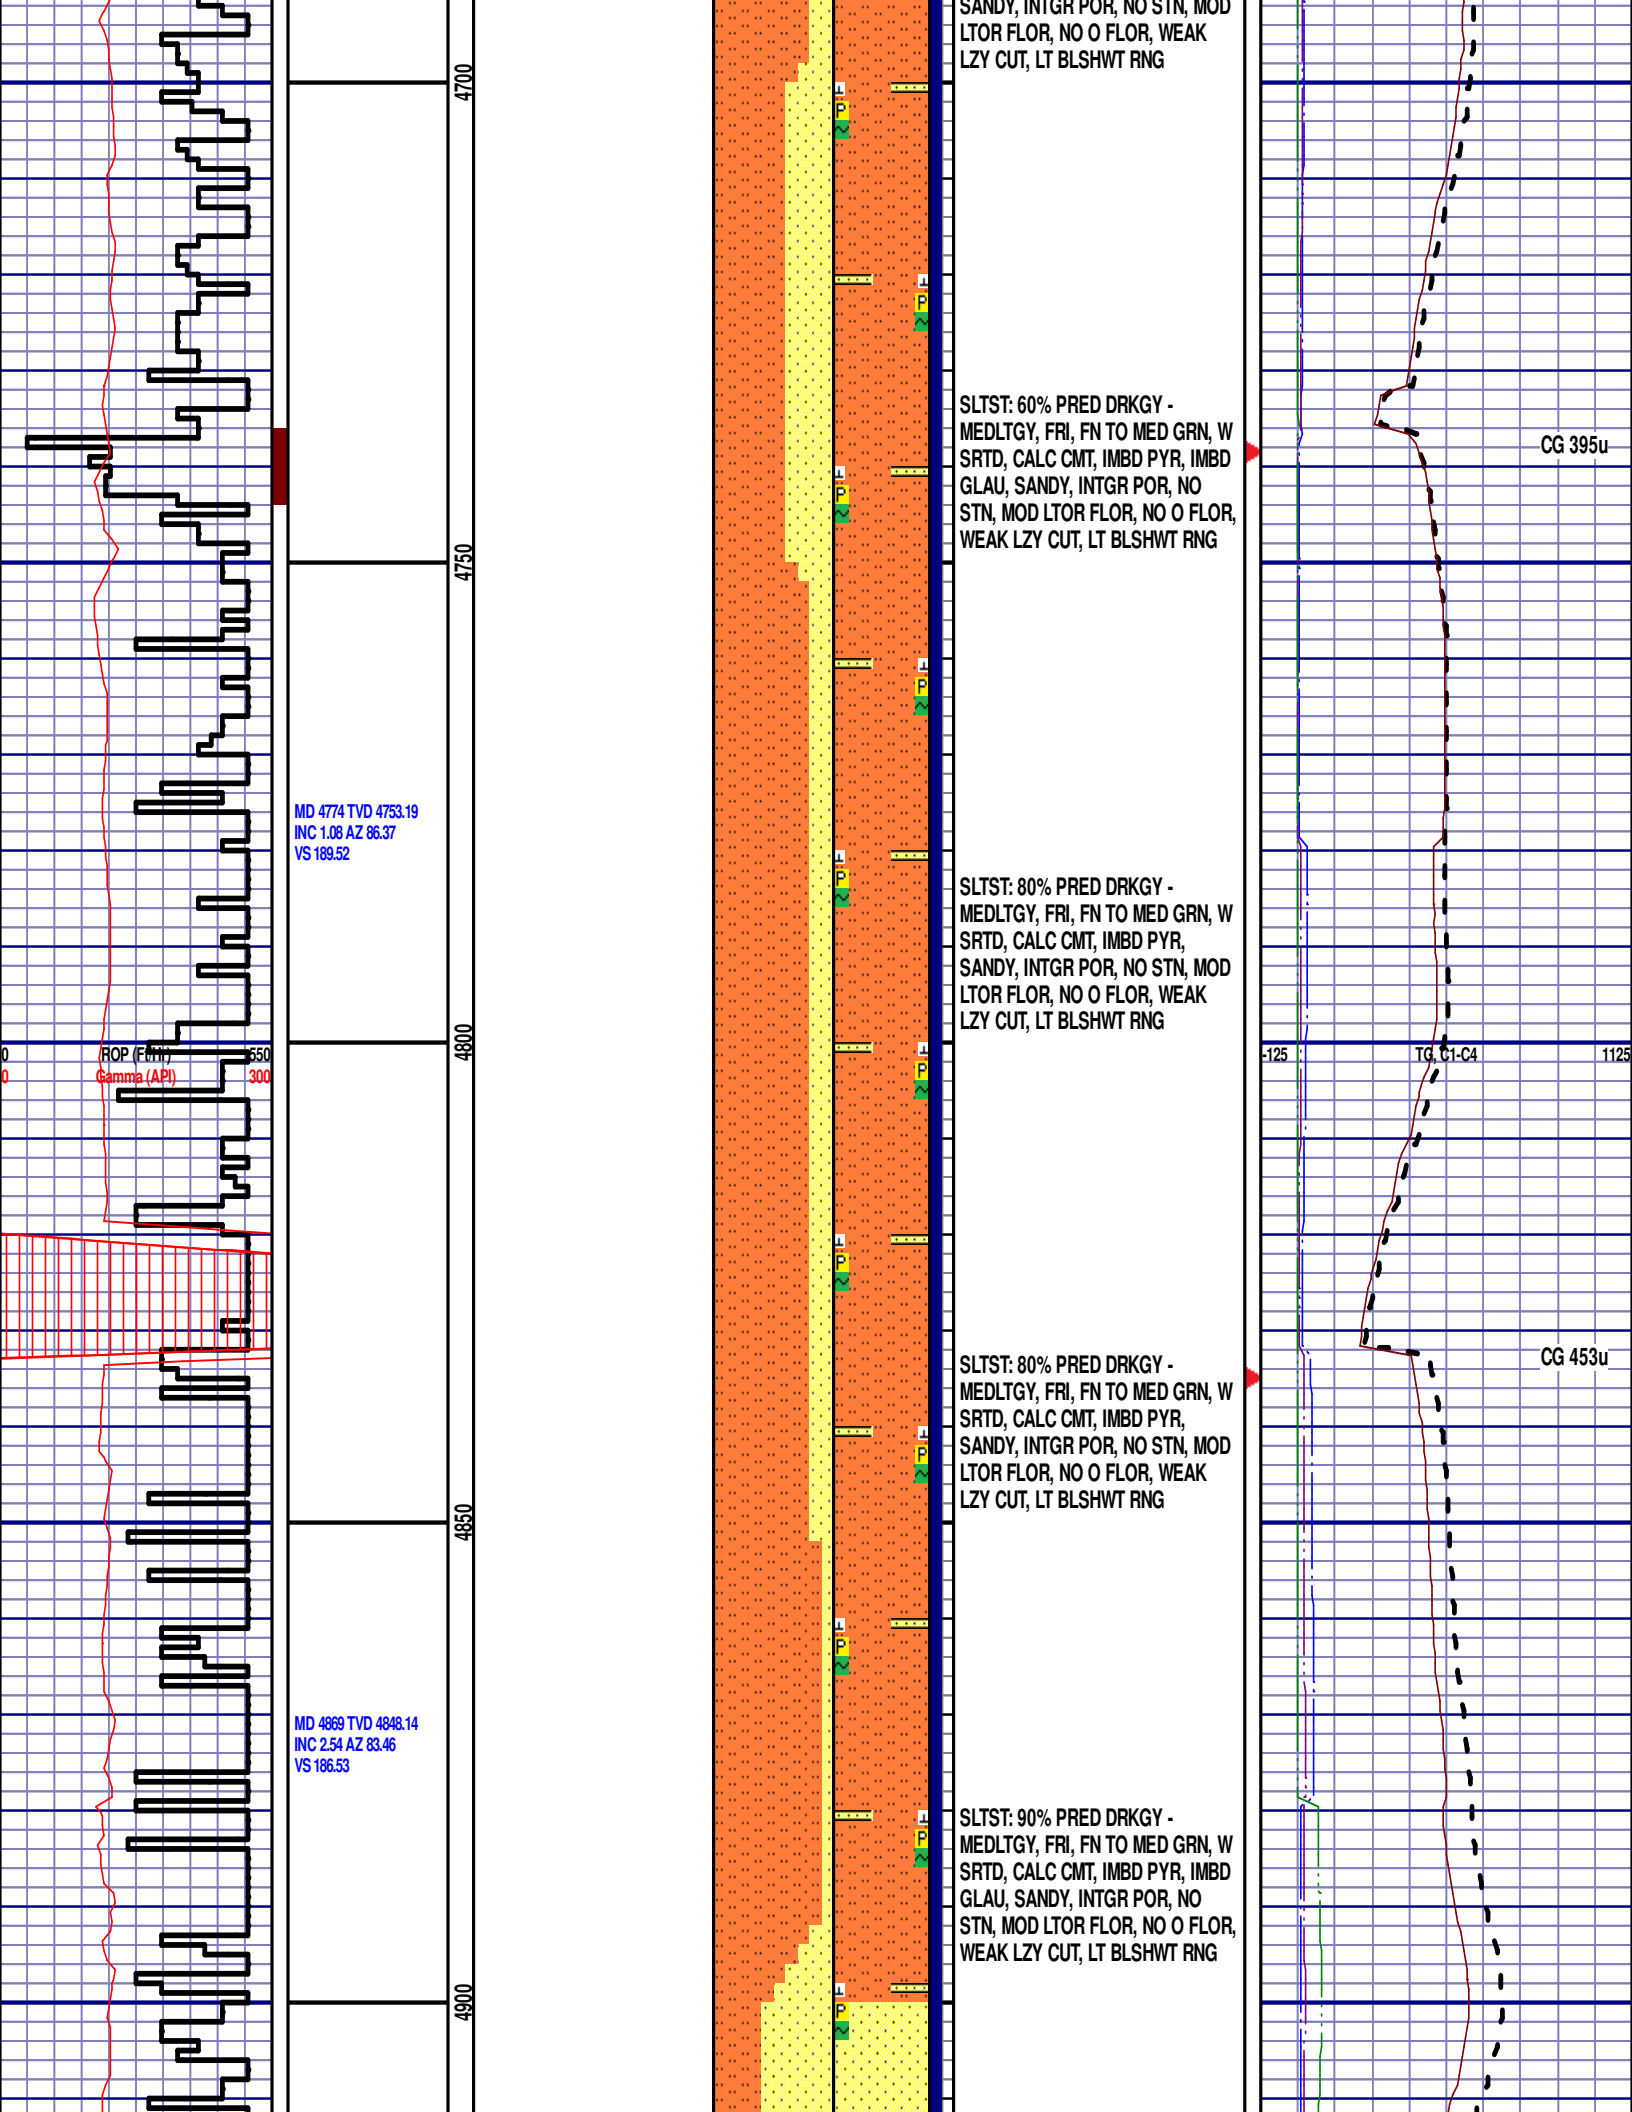 SANDY, INTGR POR, NO STN, MOD
LTOR FLOR, NO O FLOR, WEAK
LZY CUT, LT BLSHWT RNG
4700
P
P
SLTST: 60% PRED DRKGY -
MEDLTGY, FRI, FN TO MED GRN, W
SRTD, CALC CMT, IMBD PYR, IMBD
GLAU, SANDY, INTGR POR, NO
STN, MOD LTOR FLOR, NO O FLOR,
WEAK LZY CUT, LT BLSHWT RNG
CG 395u
P
4750
P
MD 4774 TVD 4753.19
INC 1.08 AZ 86.37
VS 189.52
P
SLTST: 80% PRED DRKGY -
MEDLTGY, FRI, FN TO MED GRN, W
SRTD, CALC CMT, IMBD PYR,
SANDY, INTGR POR, NO STN, MOD
LTOR FLOR, NO O FLOR, WEAK
LZY CUT, LT BLSHWT RNG
4800
0 ROP (Ft/Hr) 550
0 Gamma (API) 300
-125 TG, C1-C4 1125
P
P
SLTST: 80% PRED DRKGY -
MEDLTGY, FRI, FN TO MED GRN, W
SRTD, CALC CMT, IMBD PYR,
SANDY, INTGR POR, NO STN, MOD
LTOR FLOR, NO O FLOR, WEAK
LZY CUT, LT BLSHWT RNG
CG 453u
P
4850
P
MD 4869 TVD 4848.14
INC 2.54 AZ 83.46
VS 186.53
SLTST: 90% PRED DRKGY -
MEDLTGY, FRI, FN TO MED GRN, W
SRTD, CALC CMT, IMBD PYR, IMBD
GLAU, SANDY, INTGR POR, NO
STN, MOD LTOR FLOR, NO O FLOR,
WEAK LZY CUT, LT BLSHWT RNG
P
4900
P